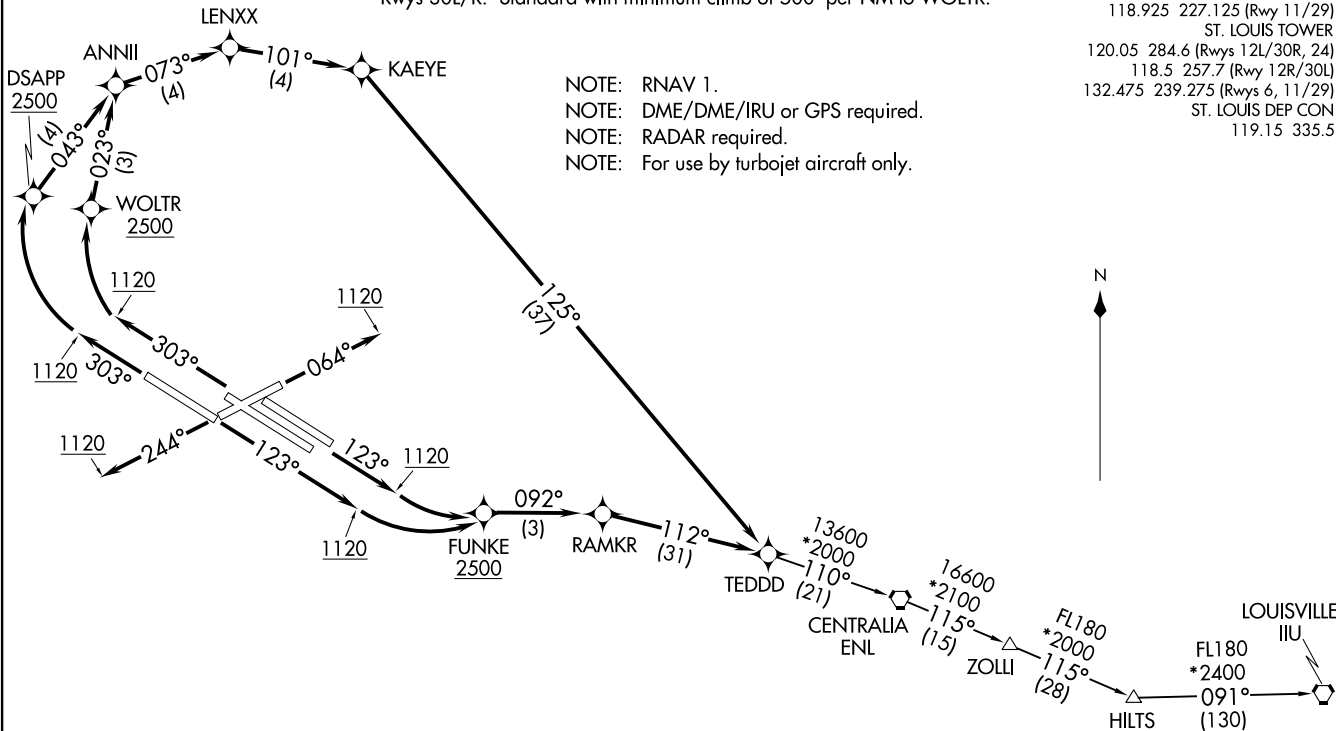 Rwys 30L/R: Standard with minimum climb of 500' per NM to WOLTR.
118.925 227.125 (Rwy 11/29)
ST. LOUIS TOWER
120.05 284.6 (Rwys 12L/30R, 24)
118.5 257.7 (Rwy 12R/30L)
132.475 239.275 (Rwys 6, 11/29)
ST. LOUIS DEP CON
119.15 335.5
NOTE: RNAV 1.
NOTE: DME/DME/IRU or GPS required.
NOTE: RADAR required.
NOTE: For use by turbojet aircraft only.
LENXX
ANNII
073°
(4)
101°
(4)
KAEYE
DSAPP
2500
(4)
043°
023°
(3)
WOLTR
2500
N
1120
1120
125°
(37)
303°
064°
1120
303°
1120
244°
123°
123°
1120
1120
FUNKE
2500
092°
(3)
RAMKR
112°
(31)
TEDDD
13600
*2000
110°
(21)
CENTRALIA
ENL
16600
*2100
115°
(15)
ZOLLI
FL180
*2000
115°
(28)
HILTS
FL180
*2400
091°
(130)
LOUISVILLE
IIU